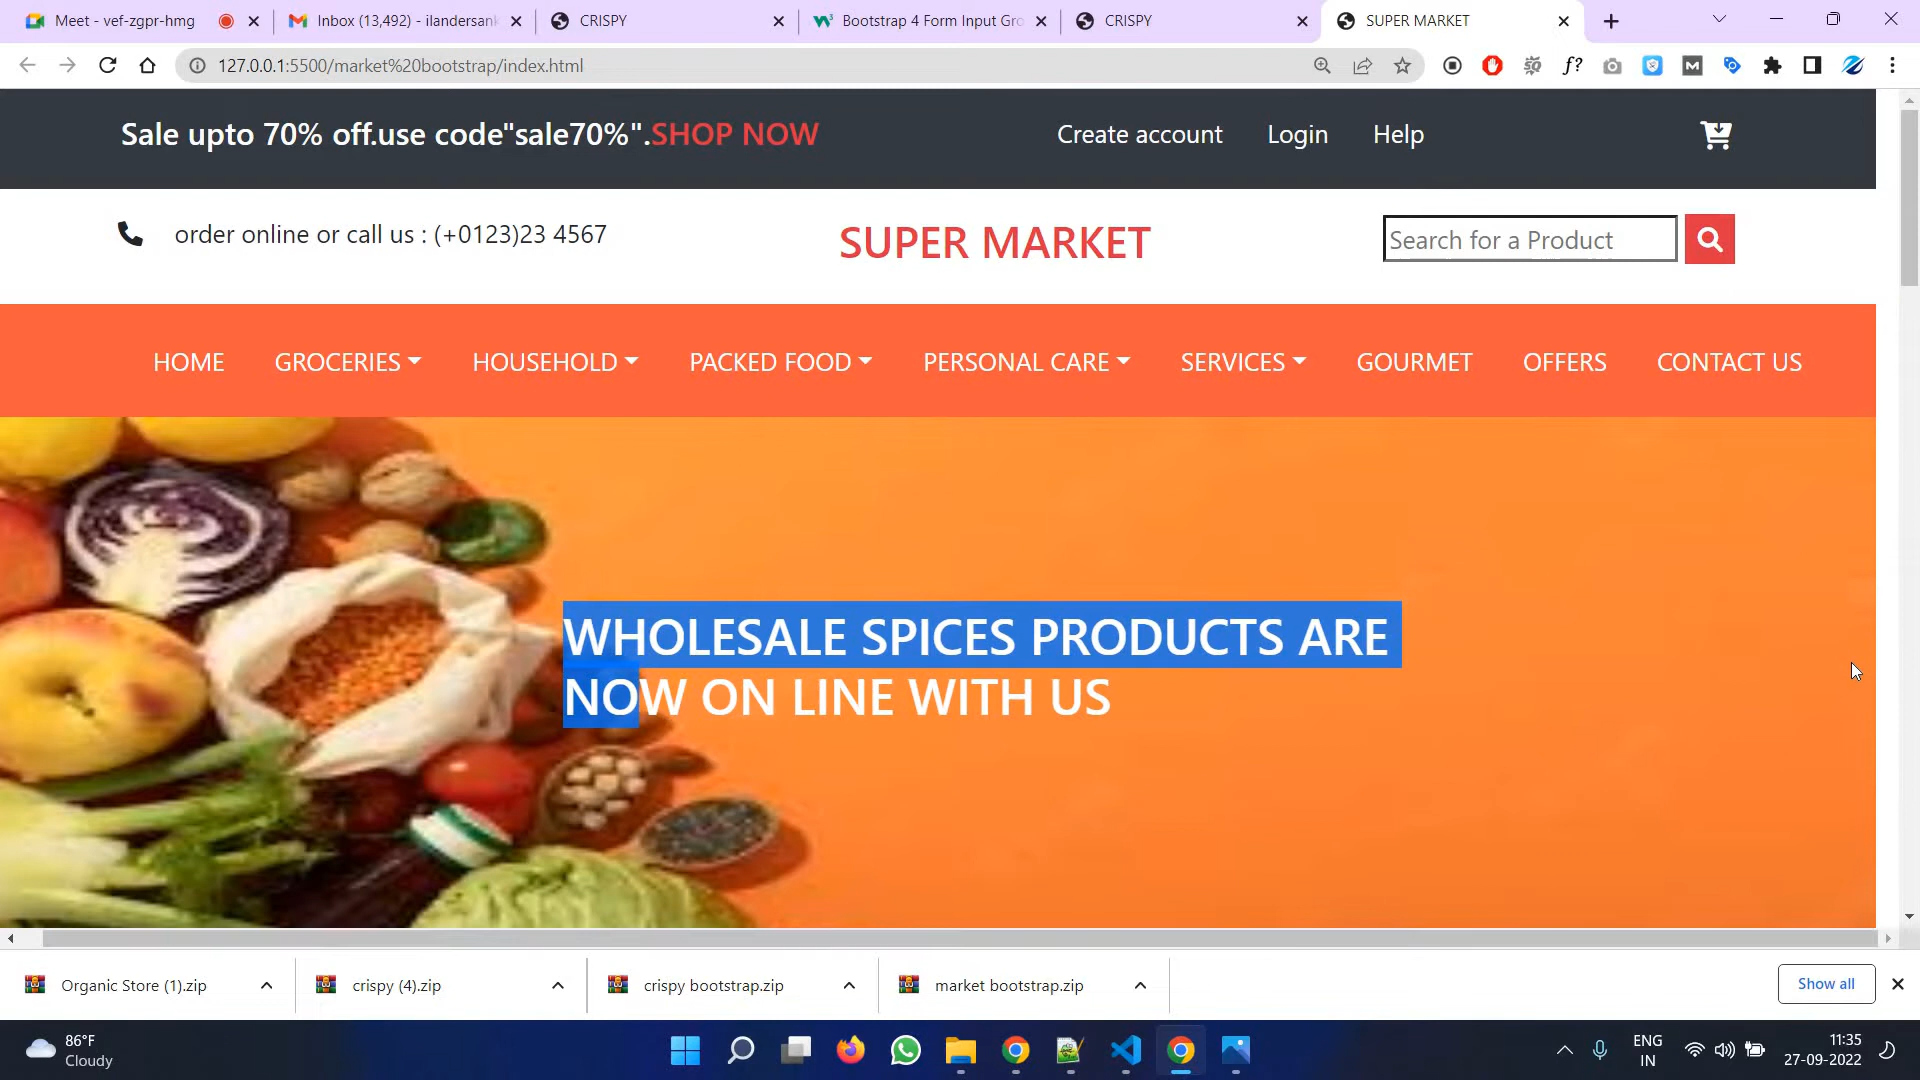 Meet - vef-zgpr-hmg
Inbox (13,492) - ilandersank
CRISPY
Bootstrap 4 Form Input Gro
CRISPY
SUPER MARKET
127.0.0.1:5500/market%20bootstrap/index.html
Sale upto 70% off.use code"sale70%".SHOP NOW
Create account
Login
Help
order online or call us : (+0123)23 4567
SUPER MARKET
Search for a Product
HOME
GROCERIES
HOUSEHOLD
PACKED FOOD
PERSONAL CARE
SERVICES
GOURMET
OFFERS
CONTACT US
WHOLESALE SPICES PRODUCTS ARE
NOW ON LINE WITH US
Organic Store (1).zip
crispy (4).zip
crispy bootstrap.zip
market bootstrap.zip
Show all
86°F
Cloudy
ENG
IN
11:35
27-09-2022